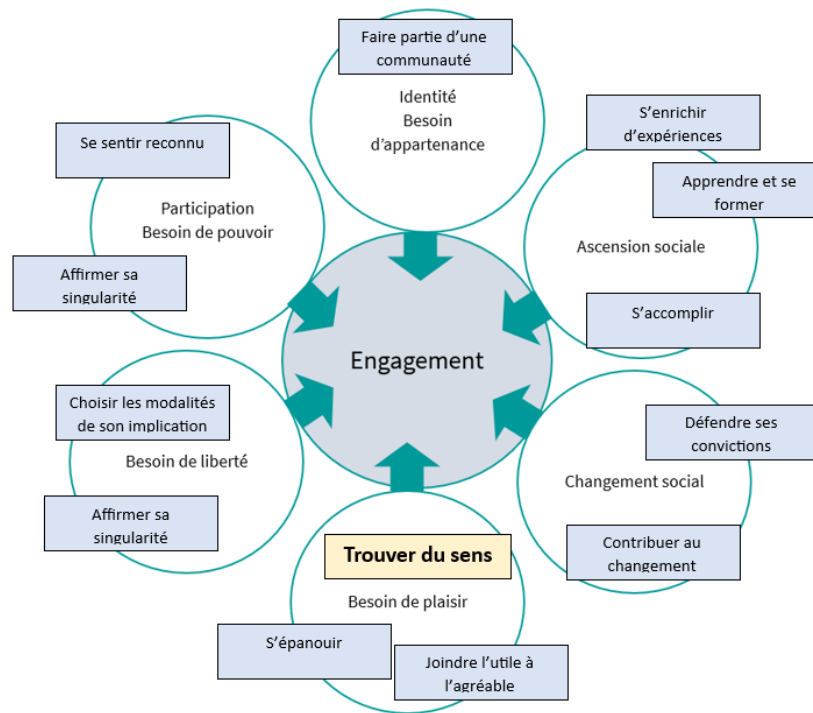 Faire partie d'une
communauté
Identité
Besoin
d'appartenance
S'enrichir
d'expériences
Apprendre et se
former
Ascension sociale
S'accomplir
Se sentir reconnu
Participation
Besoin de pouvoir
Affirmer sa
singularité
Engagement
Choisir les modalités
de son implication
Besoin de liberté
Affirmer sa
singularité
Défendre ses
convictions
Changement social
Contribuer au
changement
Trouver du sens
Besoin de plaisir
S'épanouir
Joindre l'utile à
l'agréable